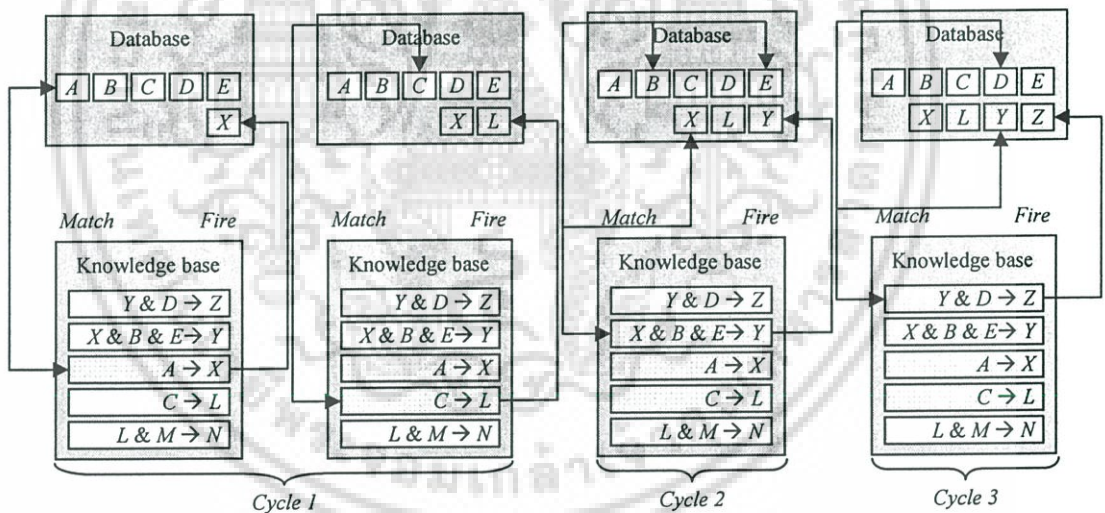 Database
A B C D E
X
Match Fire
Knowledge base
Y & D → Z
X & B & E → Y
A → X
C → L
L & M → N
Database
A B C D E
X L
Match Fire
Knowledge base
Y & D → Z
X & B & E → Y
A → X
C → L
L & M → N
Cycle 1
Database
A B C D E
X L Y
Match Fire
Knowledge base
Y & D → Z
X & B & E → Y
A → X
C → L
L & M → N
Cycle 2
Database
A B C D E
X L Y Z
Match Fire
Knowledge base
Y & D → Z
X & B & E → Y
A → X
C → L
L & M → N
Cycle 3